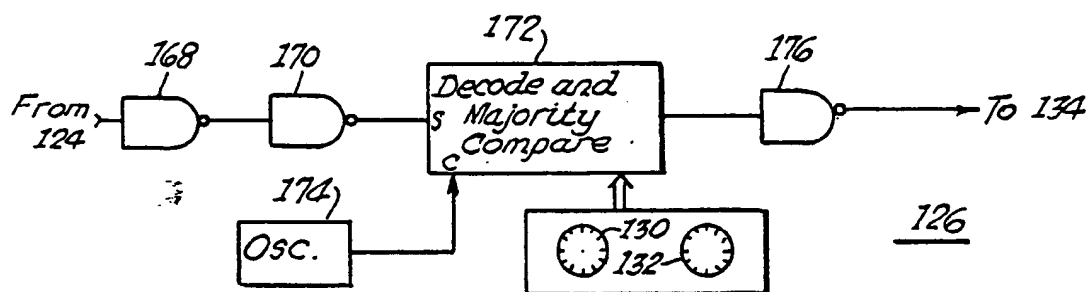 172
168
170
176
From
124
Decode and
S Majority
Compare
C
To 134
174
Osc.
130
132
126